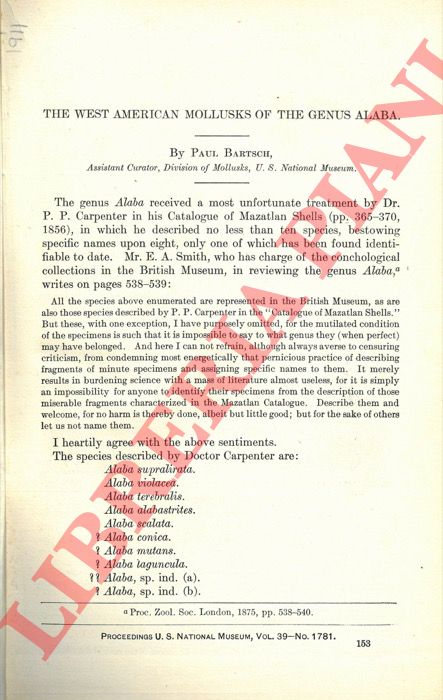 1911
THE WEST AMERICAN MOLLUSKS OF THE GENUS ALABA.
By PAUL BARTSCH,
Assistant Curator, Division of Mollusks, U. S. National Museum.
The genus Alaba received a most unfortunate treatment by Dr.
P. P. Carpenter in his Catalogue of Mazatlan Shells (pp. 365–370,
1856), in which he described no less than ten species, bestowing
specific names upon eight, only one of which has been found identi-
fiable to date. Mr. E. A. Smith, who has charge of the conchological
collections in the British Museum, in reviewing the genus Alaba,a
writes on pages 538–539:
All the species above enumerated are represented in the British Museum, as are
also those species described by P. P. Carpenter in the "Catalogue of Mazatlan Shells."
But these, with one exception, I have purposely omitted, for the mutilated condition
of the specimens is such that it is impossible to say to what genus they (when perfect)
may have belonged. And here I can not refrain, although always averse to censuring
criticism, from condemning most energetically the pernicious practice of describing
fragments of minute specimens and assigning specific names to them. It merely
results in burdening science with a mass of literature almost useless, for it is simply
an impossibility for anyone to identify their specimens from the description of those
miserable fragments characterized in the Mazatlan Catalogue. Describe them and
welcome, for no harm is thereby done, albeit but little good; but for the sake of others
let us not name them.
I heartily agree with the above sentiments.
The species described by Doctor Carpenter are:
Alaba supralirata.
Alaba violacea.
Alaba terebralis.
Alaba alabastrites.
Alaba scalata.
? Alaba conica.
? Alaba mutans.
? Alaba laguncula.
?? Alaba, sp. ind. (a).
? Alaba, sp. ind. (b).
a Proc. Zool. Soc. London, 1875, pp. 538–540.
PROCEEDINGS U. S. NATIONAL MUSEUM, VOL. 39—NO. 1781.
153
LIBRERIA PIANI